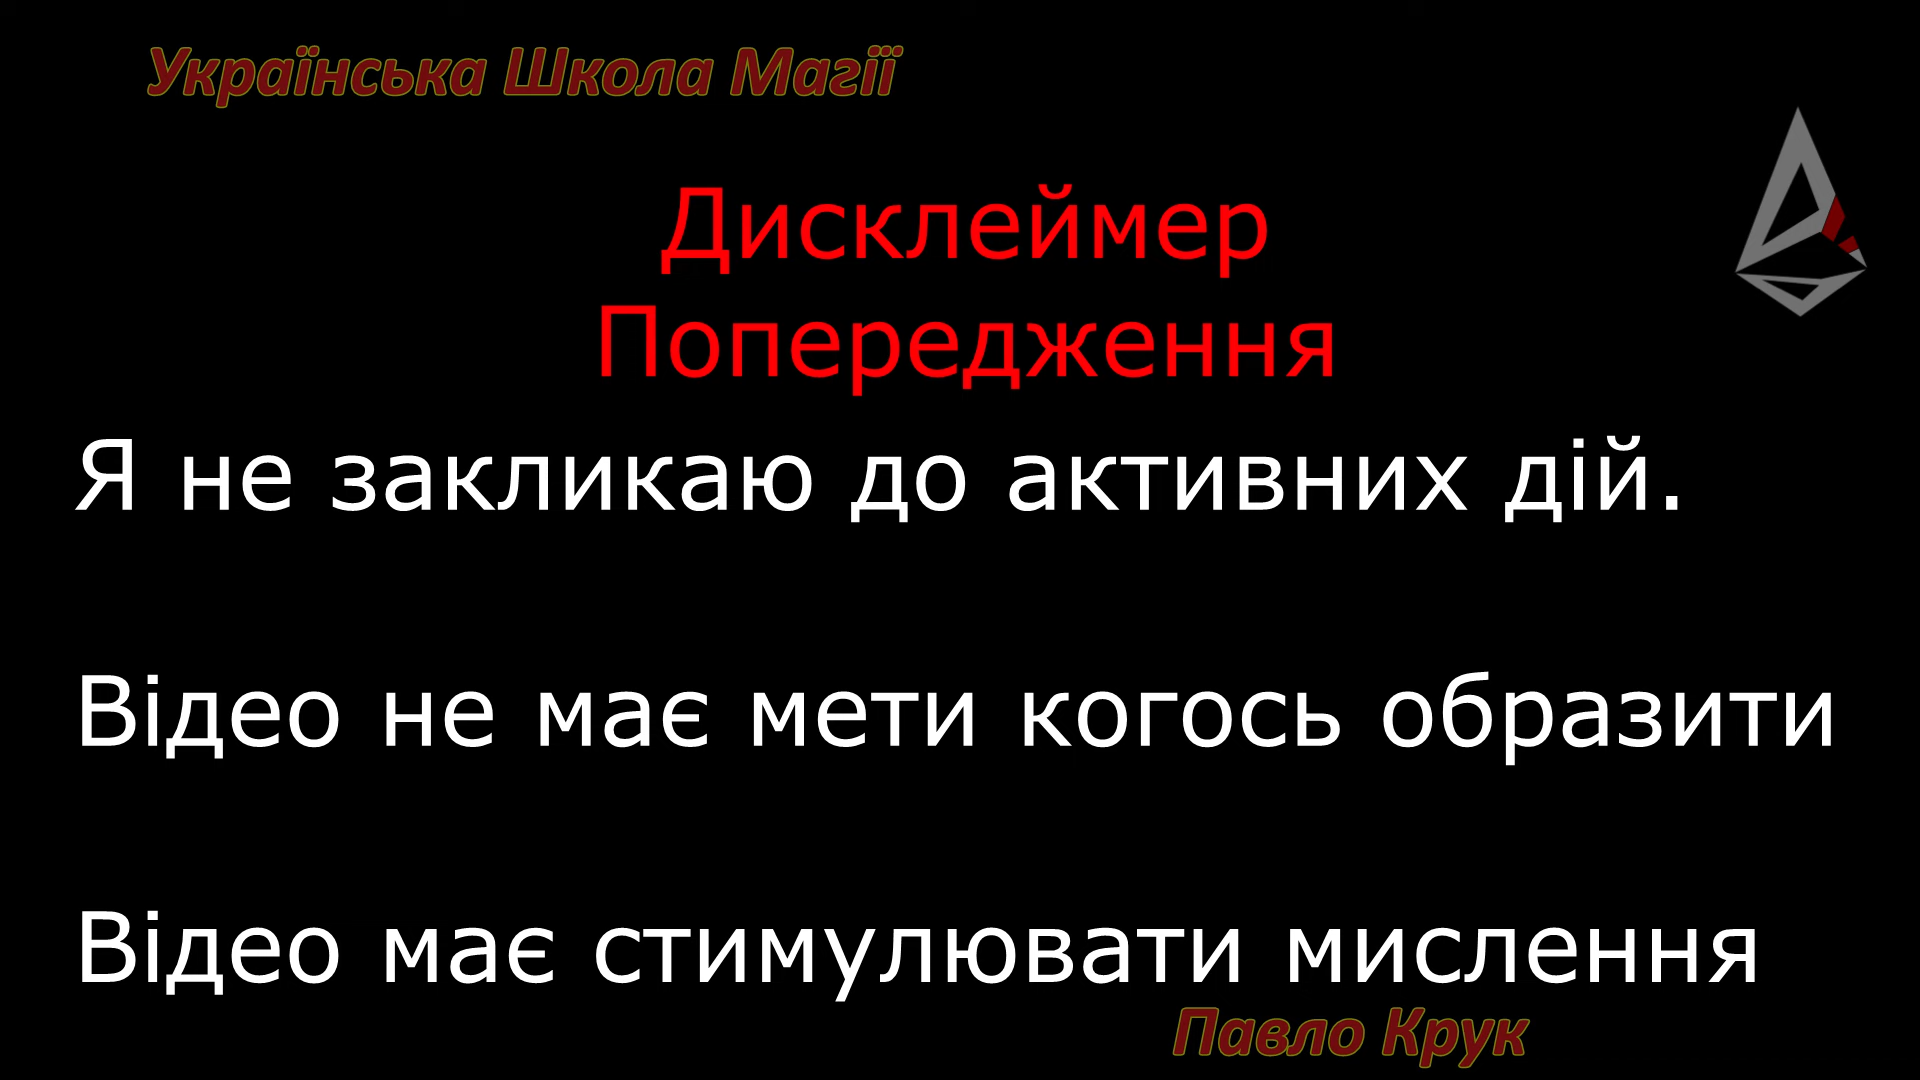 Українська Школа Магії
Дисклеймер
Попередження
Я не закликаю до активних дій.
Відео не має мети когось образити
Відео має стимулювати мислення
Павло Крук